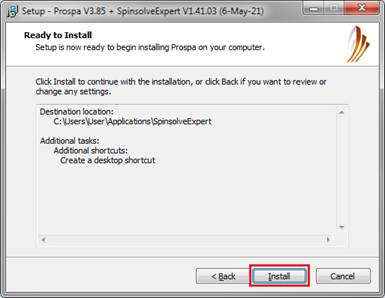 Setup - Prospa V3.85 + SpinsolveExpert V1.41.03 (6-May-21)
Ready to Install
Setup is now ready to begin installing Prospa on your computer.
Click Install to continue with the installation, or click Back if you want to review or
change any settings.
Destination location:
C:\Users\User\Applications\SpinsolveExpert
Additional tasks:
Additional shortcuts:
Create a desktop shortcut
< Back
Install
Cancel